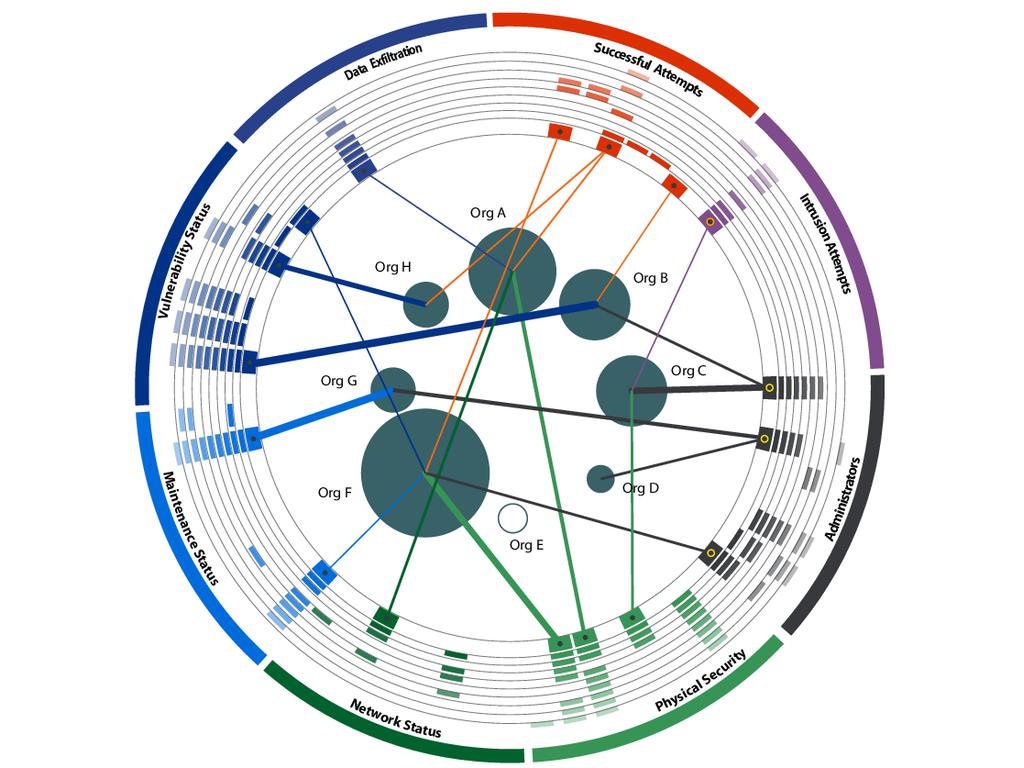 Data Exfiltration
Successful Attempts
Intrusion Attempts
Vulnerability Status
Org A
Org H
Org B
Org G
Org C
Org F
Org D
Org E
Administrators
Maintenance Status
Physical Security
Network Status